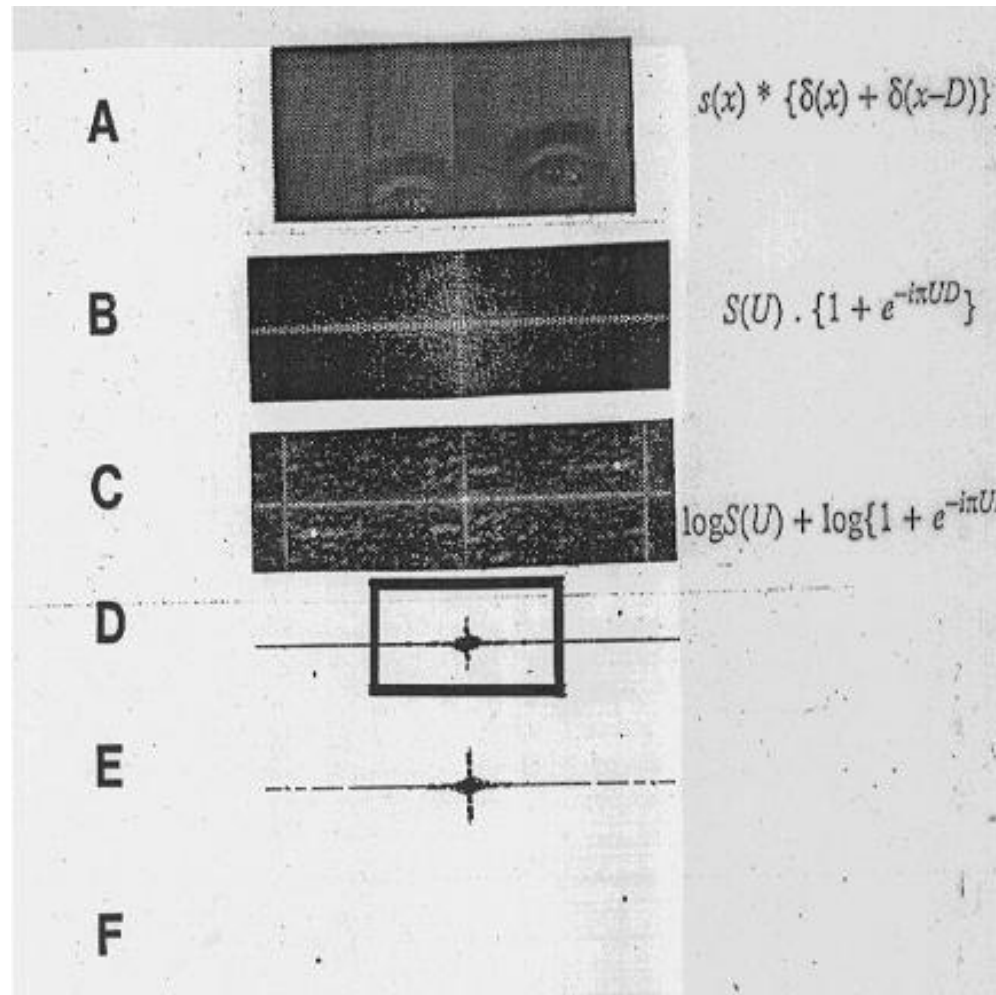 A s(x) * {δ(x) + δ(x–D)}
B S(U) . {1 + e^{-iπUD}}
C
logS(U) + log{1 + e^{-iπU
D
E
F